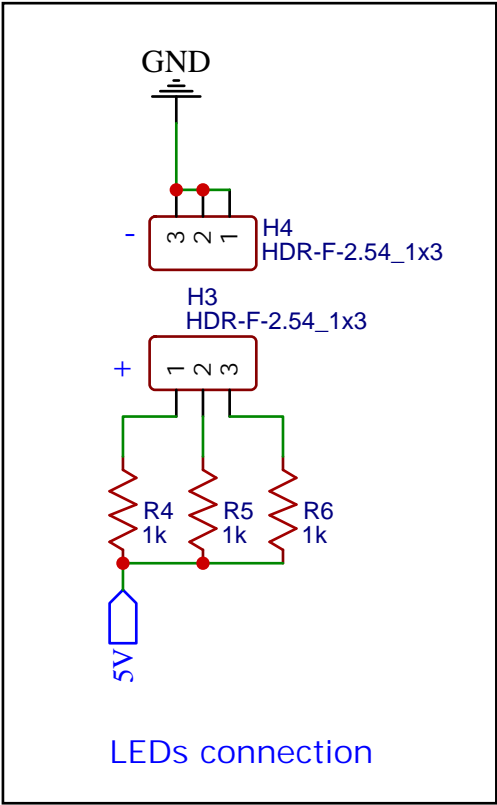 GND
-
3 2 1
H4
HDR-F-2.54_1x3
H3
HDR-F-2.54_1x3
+
1 2 3
R4
1k
R5
1k
R6
1k
5V
LEDs connection